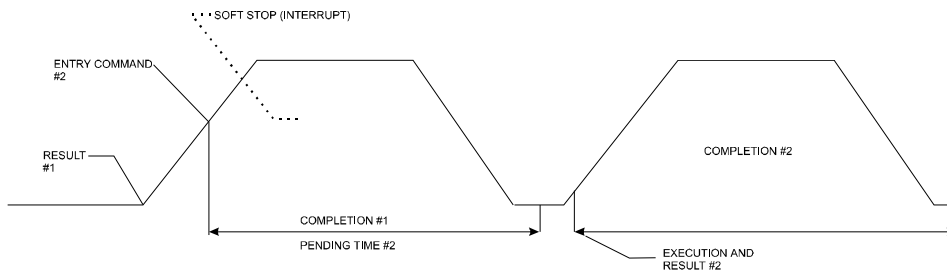 SOFT STOP (INTERRUPT)
ENTRY COMMAND
#2
RESULT
#1
COMPLETION #2
COMPLETION #1
PENDING TIME #2
EXECUTION AND
RESULT #2